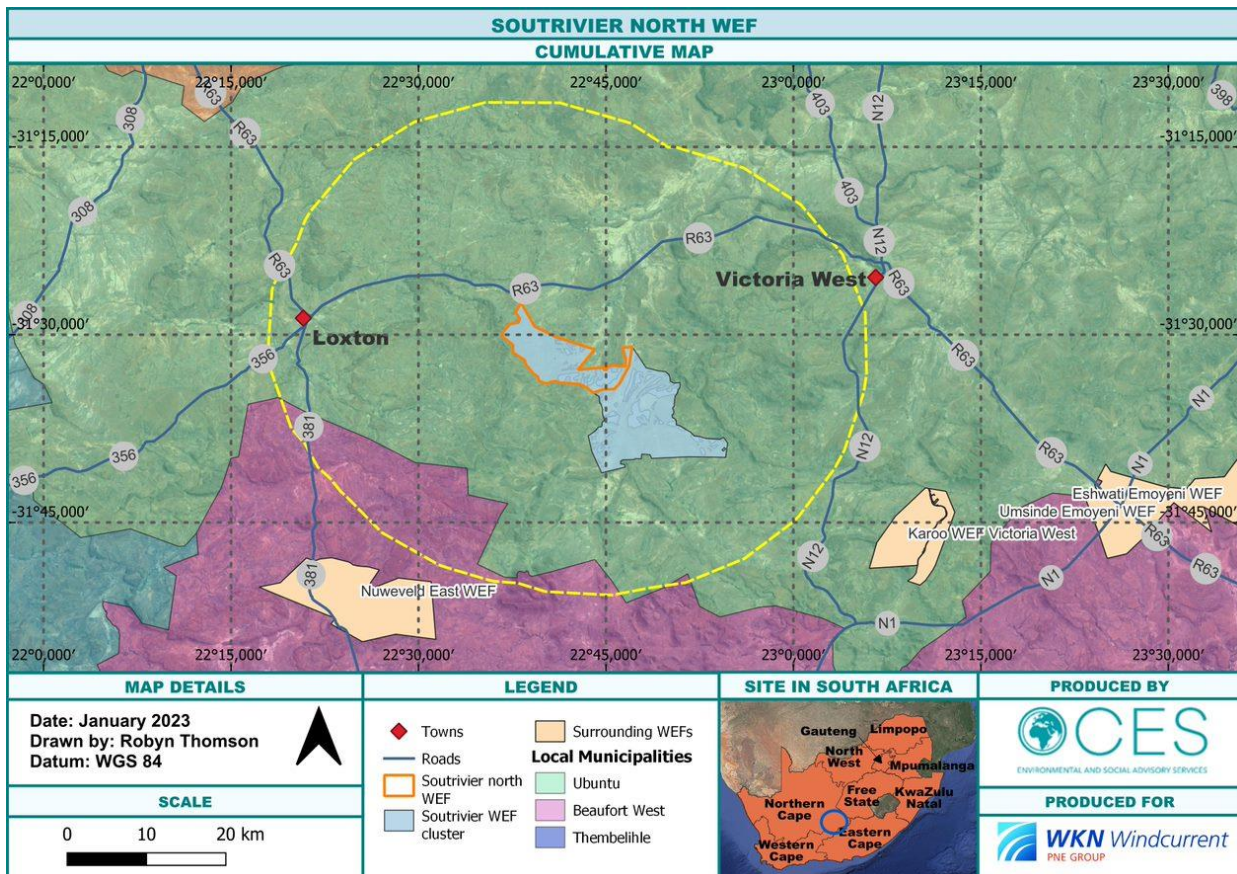 SOUTRIVIER NORTH WEF
CUMULATIVE MAP
22°0,000′
22°15,000′
22°30,000′
22°45,000′
23°0,000′
23°15,000′
23°30,000′
308
R63
403
N12
398
-31°15,000′
-31°15,000′
R63
308
403
N12
R63
R63
R63
Victoria West
R63
308
-31°30,000′
-31°30,000′
Loxton
356
R63
N1
381
356
N12
R63
N1
356
Eshwati Emoyeni WEF
Umsinde Emoyeni WEF
-31°45,000′
-31°45,000′
Karoo WEF Victoria West
R63
N12
381
Nuweveld East WEF
N1
R63
N1
22°0,000′
22°15,000′
22°30,000′
22°45,000′
23°0,000′
23°15,000′
23°30,000′
MAP DETAILS
Date: January 2023
Drawn by: Robyn Thomson
Datum: WGS 84
SCALE
0 10 20 km
LEGEND
Towns
Roads
Soutrivier north
WEF
Soutrivier WEF
cluster
Surrounding WEFs
Local Municipalities
Ubuntu
Beaufort West
Thembelihle
SITE IN SOUTH AFRICA
Gauteng
Limpopo
North
West
Mpumalanga
Free
State
KwaZulu
Natal
Northern
Cape
Eastern
Cape
Western
Cape
PRODUCED BY
CES
ENVIRONMENTAL AND SOCIAL ADVISORY SERVICES
PRODUCED FOR
WKN Windcurrent
PNE GROUP